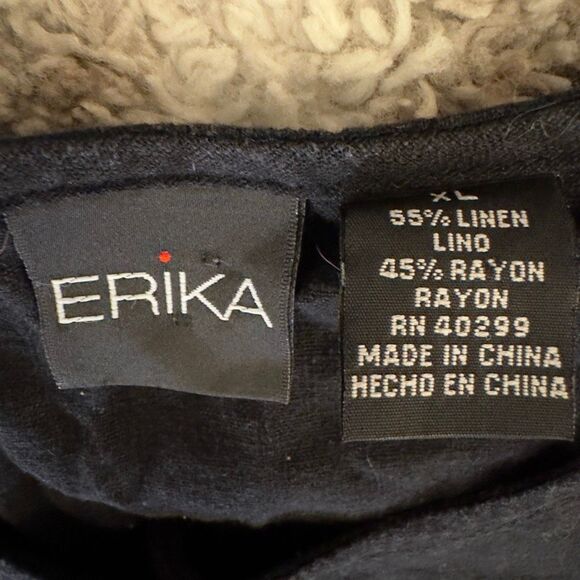 ERiKA
XL
55% LINEN
LINO
45% RAYON
RAYON
RN 40299
MADE IN CHINA
HECHO EN CHINA